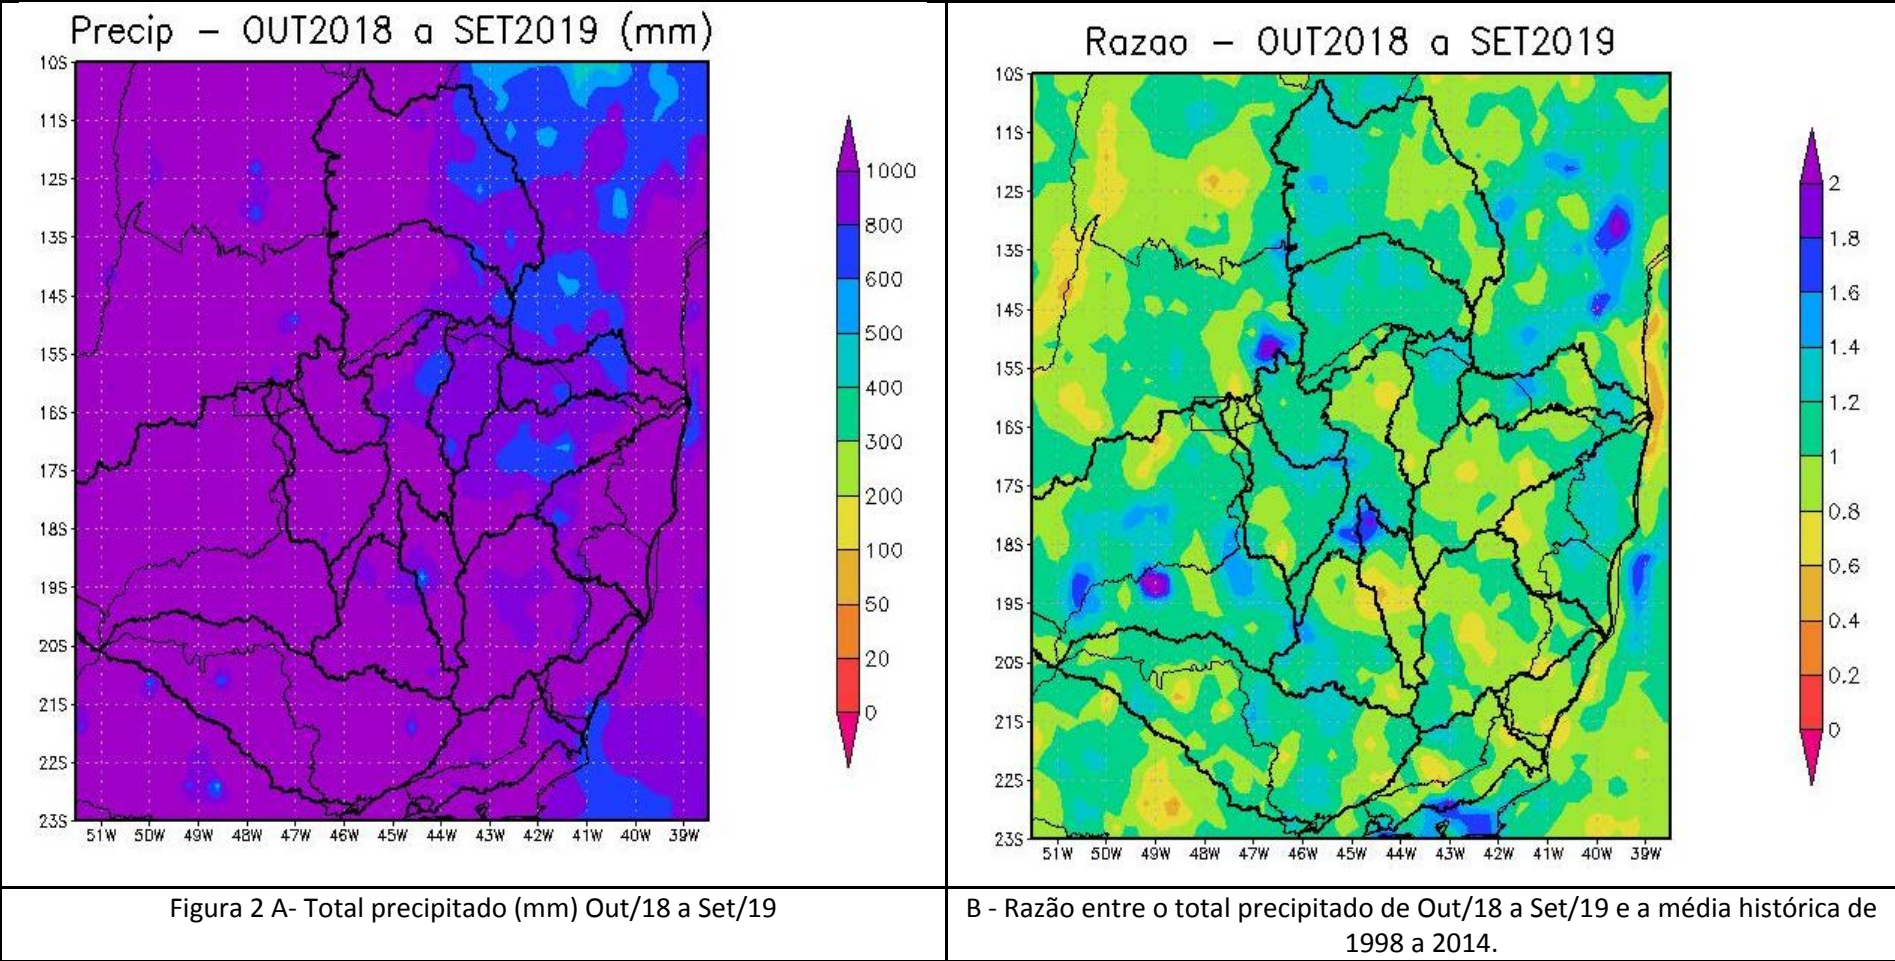 Precip – OUT2018 a SET2019 (mm)
10S
11S
12S
13S
14S
15S
16S
17S
18S
19S
20S
21S
22S
23S
51W 50W 49W 48W 47W 46W 45W 44W 43W 42W 41W 40W 39W
1000
800
600
500
400
300
200
100
50
20
0
Razao – OUT2018 a SET2019
10S
11S
12S
13S
14S
15S
16S
17S
18S
19S
20S
21S
22S
23S
51W 50W 49W 48W 47W 46W 45W 44W 43W 42W 41W 40W 39W
2
1.8
1.6
1.4
1.2
1
0.8
0.6
0.4
0.2
0
Figura 2 A- Total precipitado (mm) Out/18 a Set/19
B - Razão entre o total precipitado de Out/18 a Set/19 e a média histórica de
1998 a 2014.